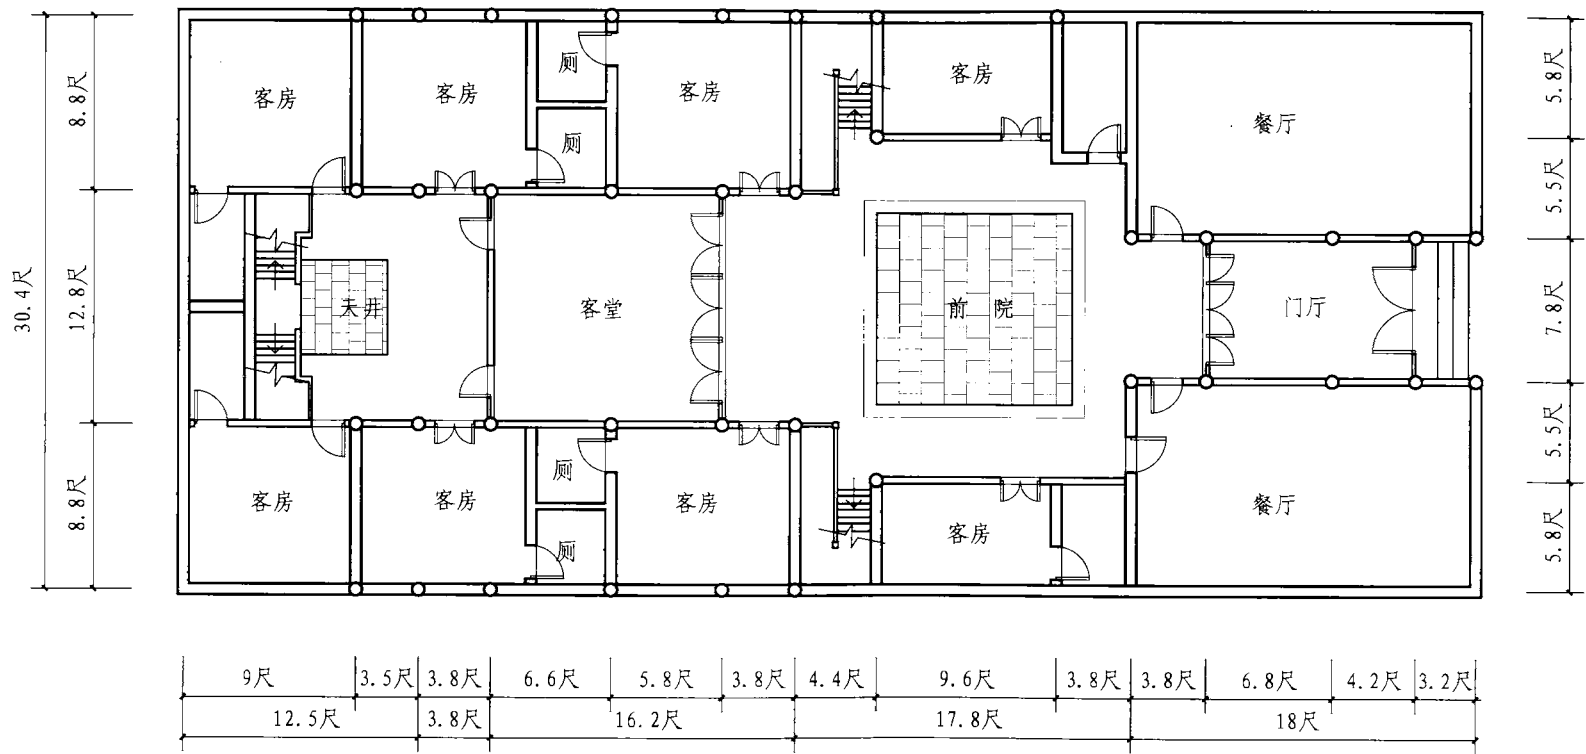 客房
客房
厕
客房
客房
餐厅
厕
天井
客堂
前 院
门厅
客房
客房
厕
客房
客房
餐厅
厕
8.8尺
12.8尺
8.8尺
30.4尺
5.8尺
5.5尺
7.8尺
5.5尺
5.8尺
9尺 3.5尺 3.8尺 6.6尺 5.8尺 3.8尺 4.4尺 9.6尺 3.8尺 3.8尺 6.8尺 4.2尺 3.2尺
12.5尺 3.8尺 16.2尺 17.8尺 18尺